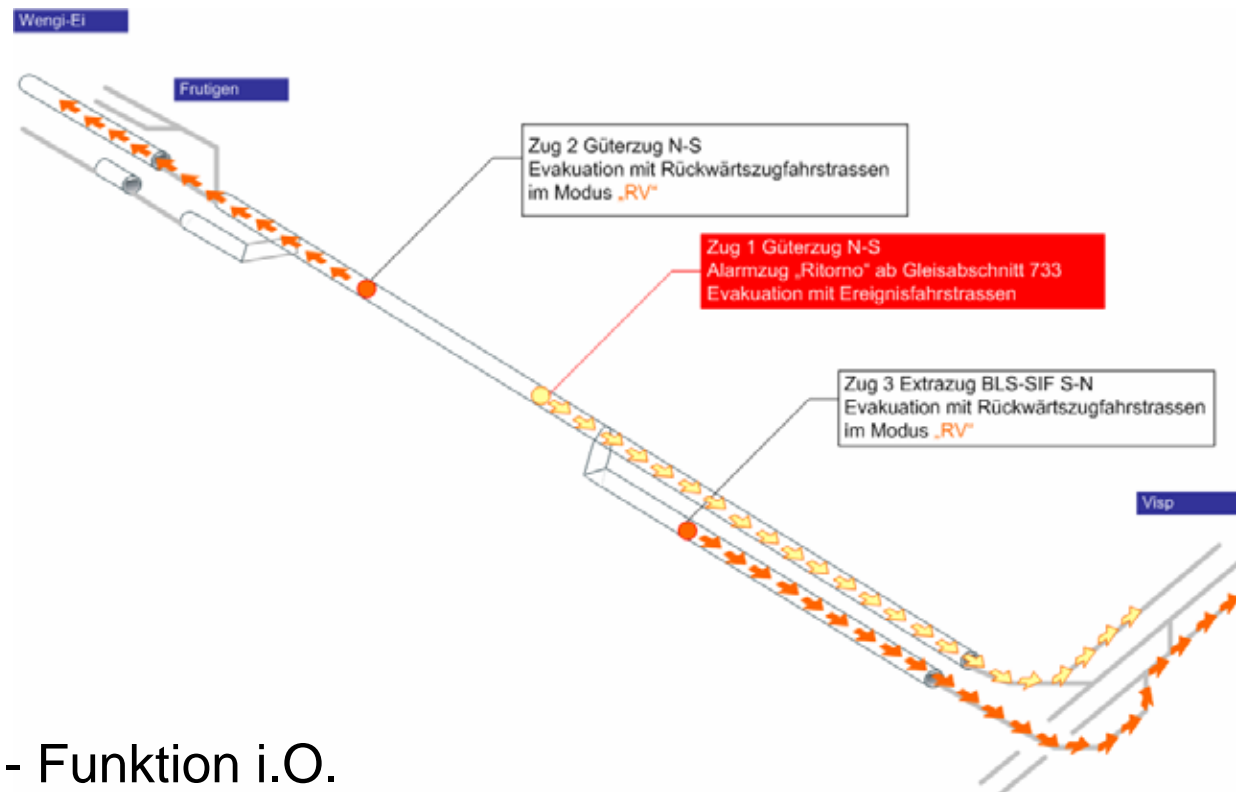 Wengi-Ei
Frutigen
Zug 2 Güterzug N-S
Evakuation mit Rückwärtszugfahrstrassen
im Modus „RV“
Zug 1 Güterzug N-S
Alarmzug „Ritorno“ ab Gleisabschnitt 733
Evakuation mit Ereignisfahrstrassen
Zug 3 Extrazug BLS-SIF S-N
Evakuation mit Rückwärtszugfahrstrassen
im Modus „RV“
Visp
- Funktion i.O.